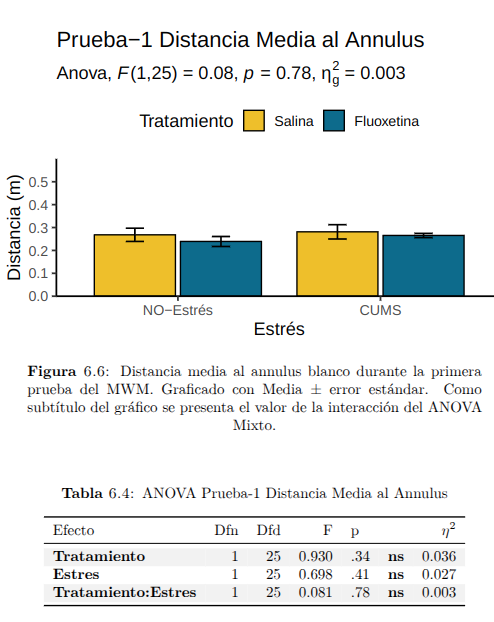 Prueba−1 Distancia Media al Annulus
Anova, F(1,25) = 0.08, p = 0.78, η²g = 0.003
Tratamiento Salina Fluoxetina
Distancia (m)
0.5
0.4
0.3
0.2
0.1
0.0
NO−Estrés CUMS
Estrés
Figura 6.6: Distancia media al annulus blanco durante la primera
prueba del MWM. Graficado con Media ± error estándar. Como
subtítulo del gráfico se presenta el valor de la interacción del ANOVA
Mixto.
Tabla 6.4: ANOVA Prueba-1 Distancia Media al Annulus
Efecto Dfn Dfd F p η²
Tratamiento 1 25 0.930 .34 ns 0.036
Estres 1 25 0.698 .41 ns 0.027
Tratamiento:Estres 1 25 0.081 .78 ns 0.003